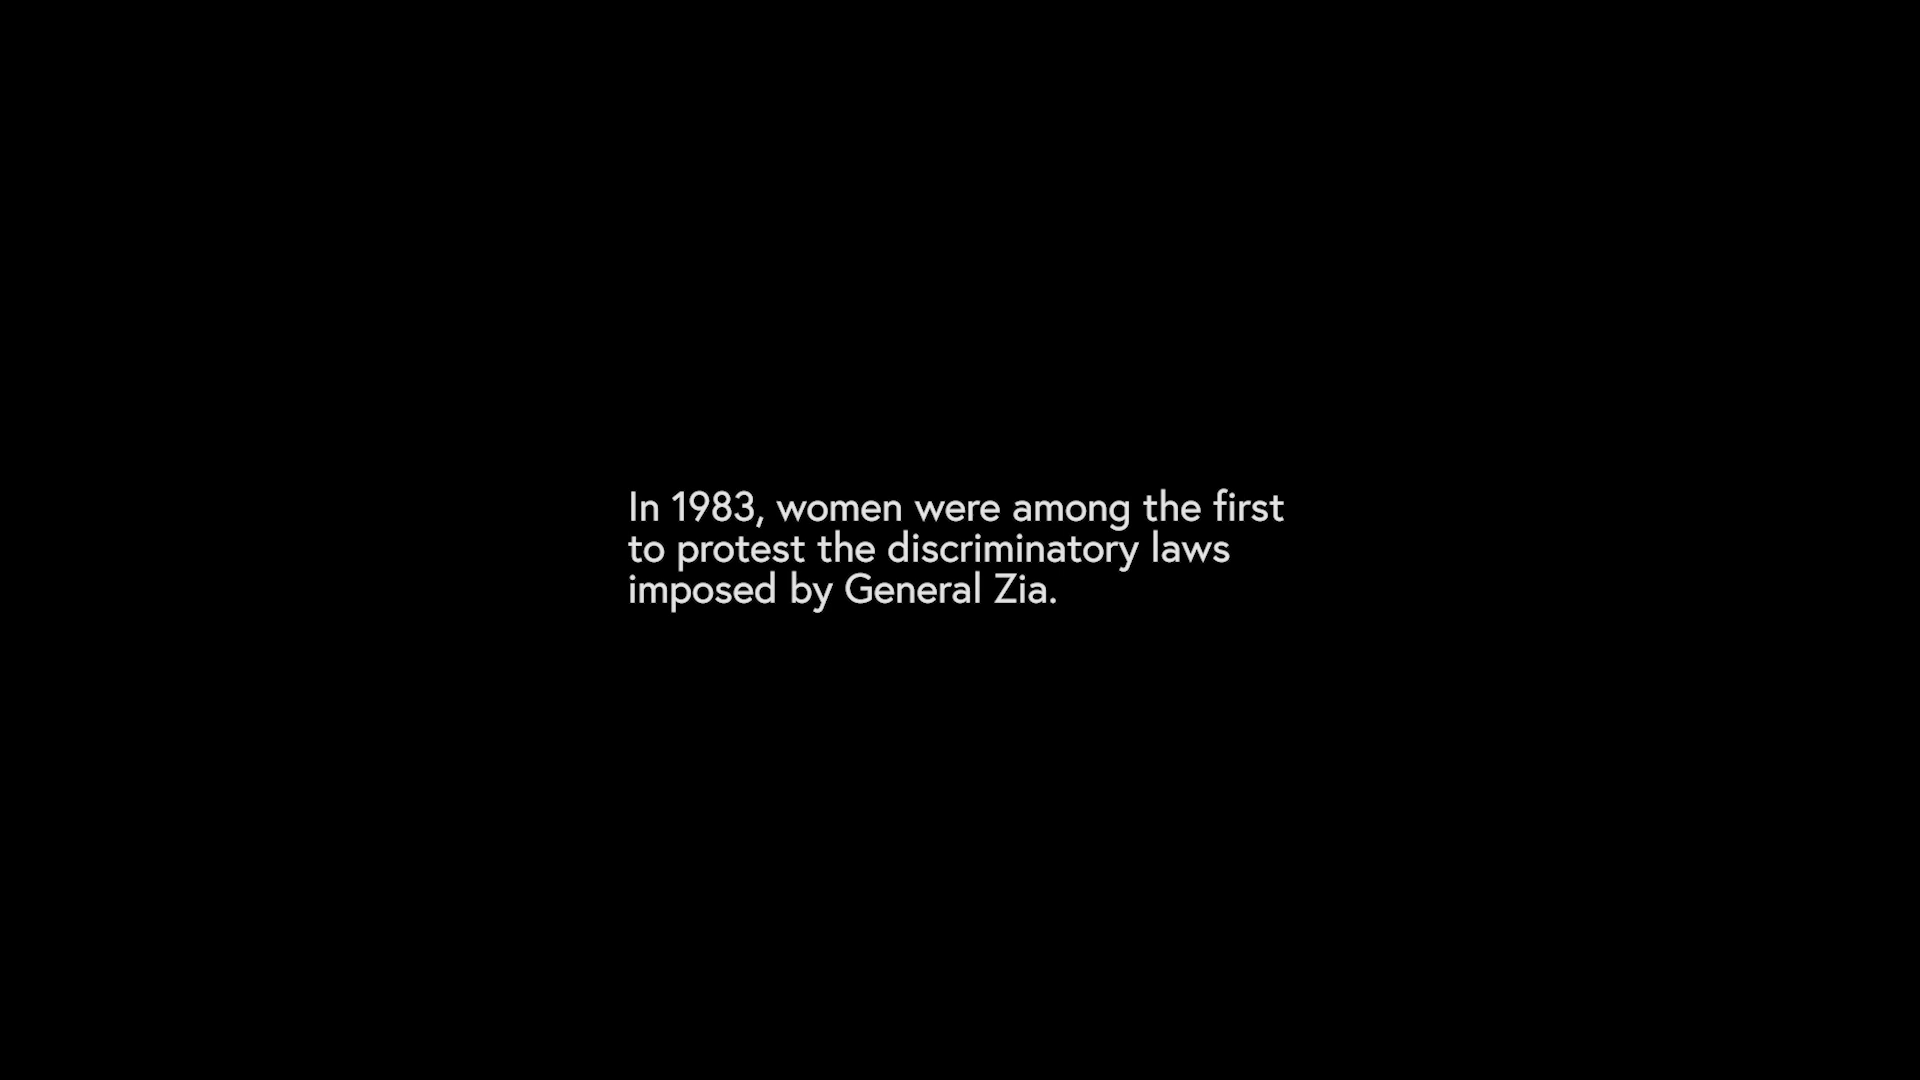 In 1983, women were among the first
to protest the discriminatory laws
imposed by General Zia.